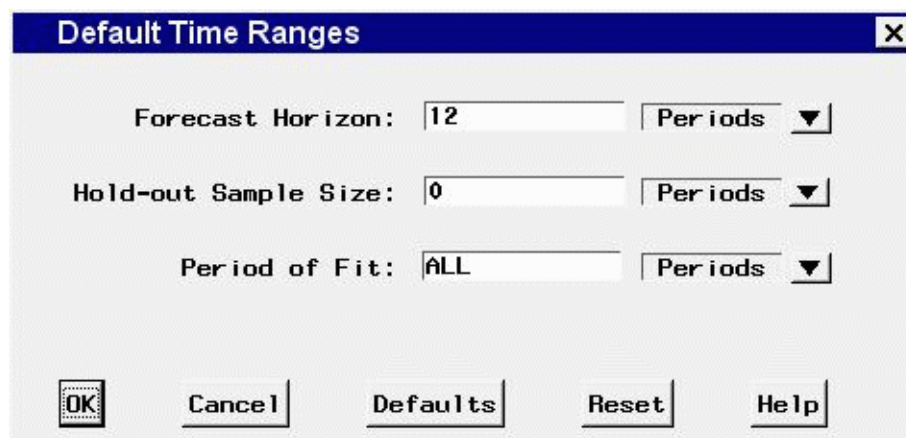 Default Time Ranges
Forecast Horizon: 12 Periods
Hold-out Sample Size: 0 Periods
Period of Fit: ALL Periods
OK Cancel Defaults Reset Help